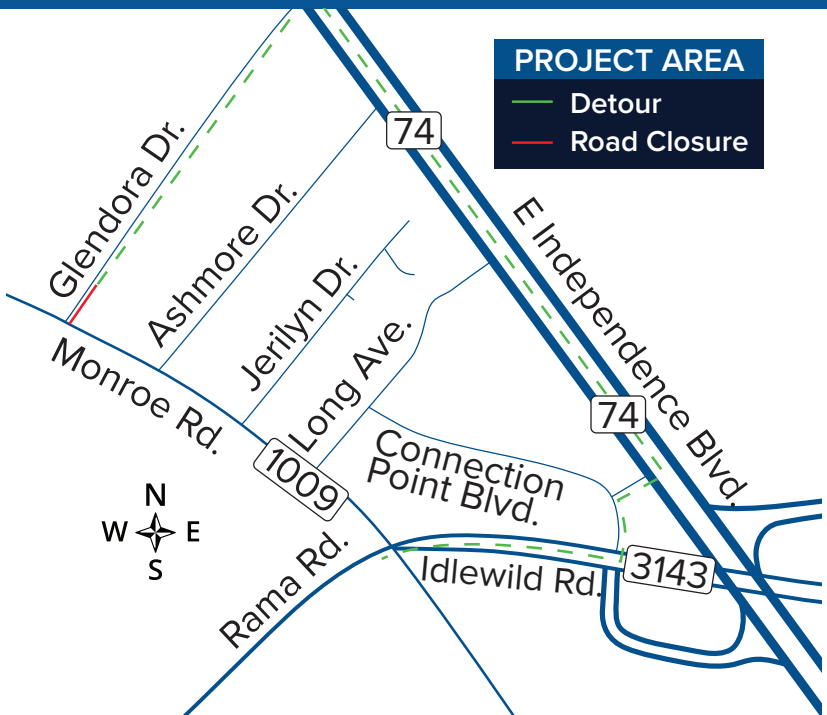 PROJECT AREA
Detour
Road Closure
74
Glendora Dr.
Ashmore Dr.
E Independence Blvd.
Jerilyn Dr.
Long Ave.
Monroe Rd.
74
Connection
Point Blvd.
1009
N
W E
S
Rama Rd.
Idlewild Rd.
3143